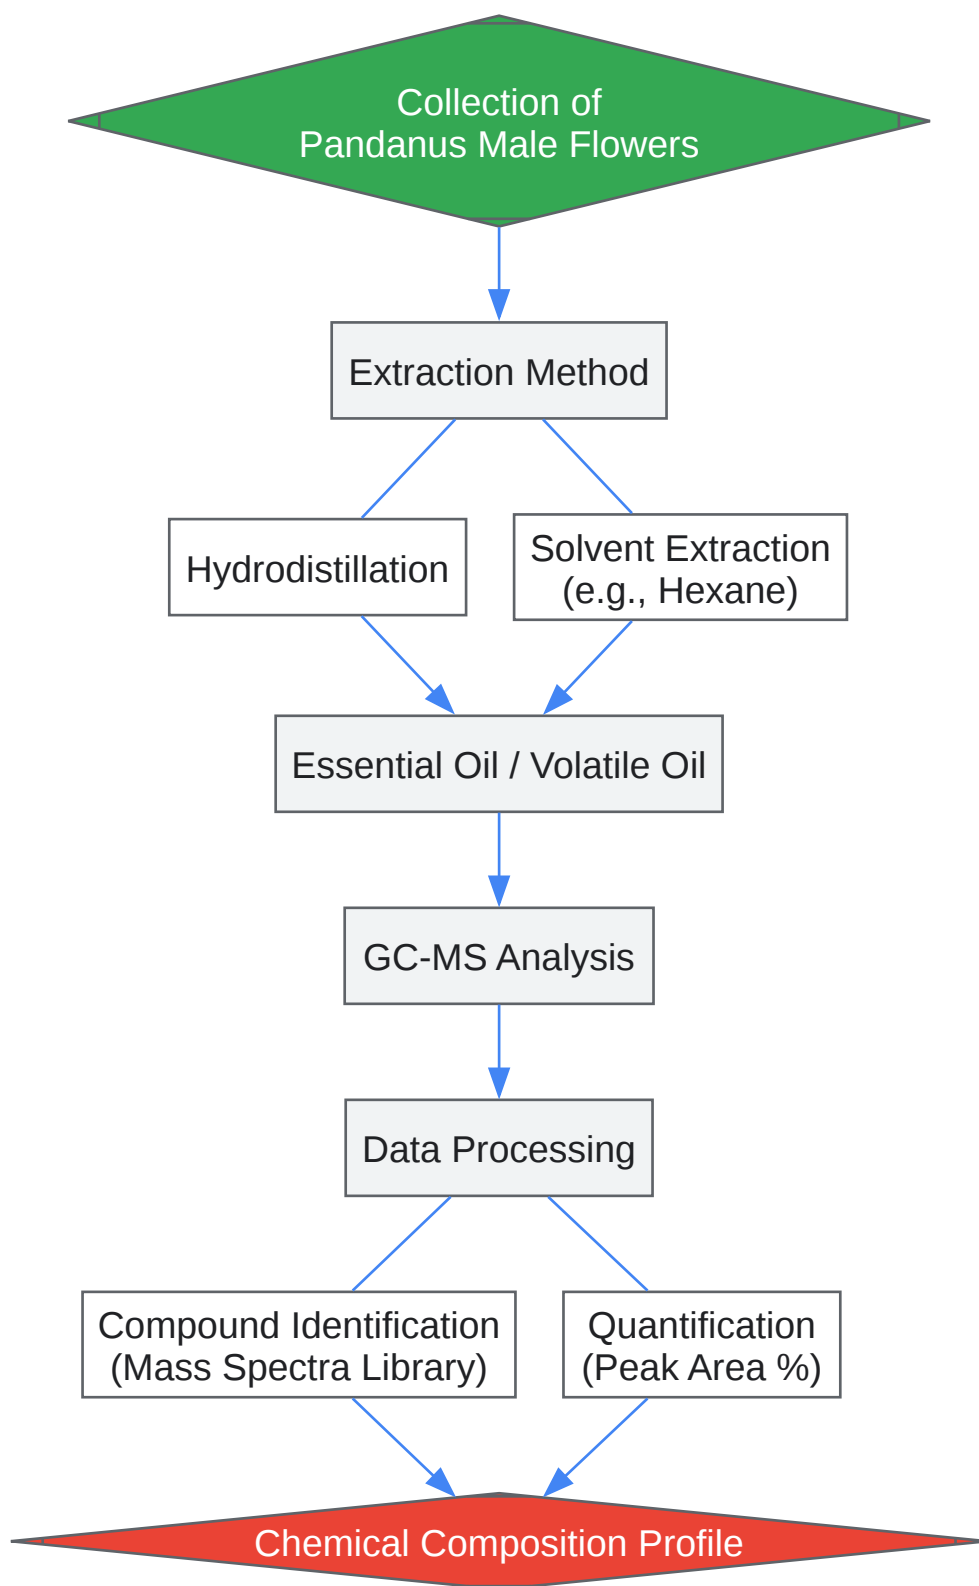 Collection of
Pandanus Male Flowers
Extraction Method
Hydrodistillation
Solvent Extraction
(e.g., Hexane)
Essential Oil / Volatile Oil
GC-MS Analysis
Data Processing
Compound Identification
(Mass Spectra Library)
Quantification
(Peak Area %)
Chemical Composition Profile